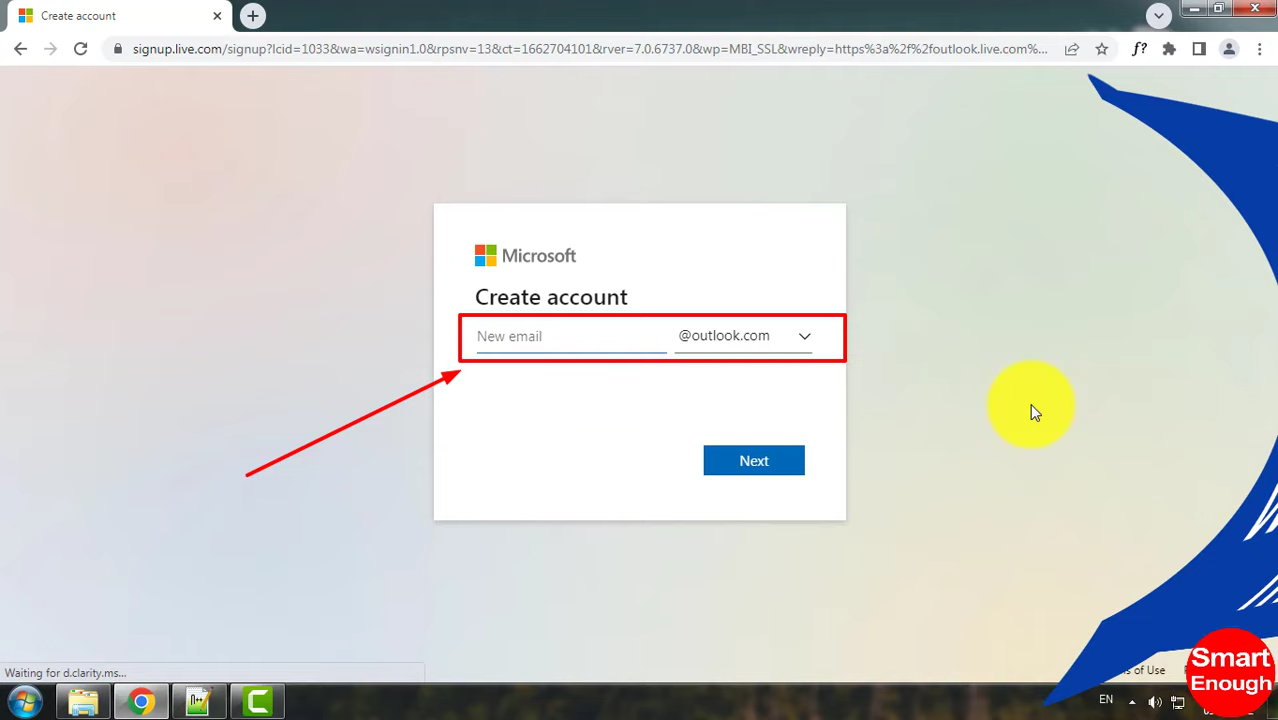 Create account
signup.live.com/signup?lcid=1033&wa=wsignin1.0&rpsnv=13&ct=1662704101&rver=7.0.6737.0&wp=MBI_SSL&wreply=https%3a%2f%2foutlook.live.com%...
f?
Microsoft
Create account
New email
@outlook.com
Next
Waiting for d.clarity.ms...
of Use
Smart
Enough
EN